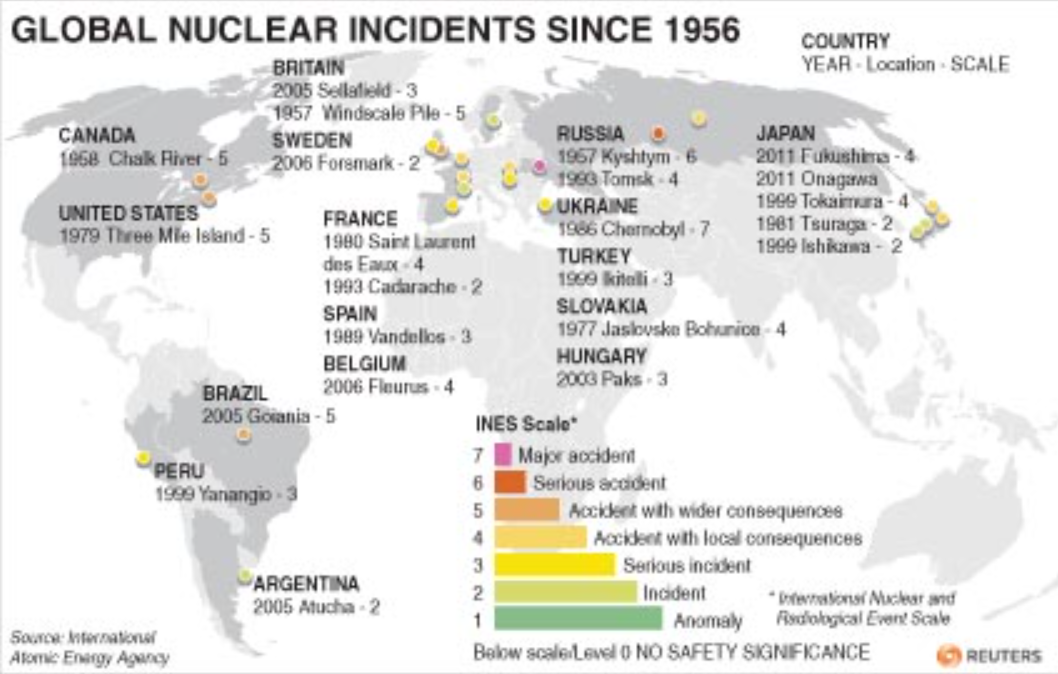 GLOBAL NUCLEAR INCIDENTS SINCE 1956
COUNTRY
YEAR - Location - SCALE
BRITAIN
2005 Sellafield - 3
1957 Windscale Pile - 5
SWEDEN
2006 Forsmark - 2
CANADA
1958 Chalk River - 5
UNITED STATES
1979 Three Mile Island - 5
FRANCE
1980 Saint Laurent
des Eaux - 4
1993 Cadarache - 2
SPAIN
1989 Vandellos - 3
BELGIUM
2006 Fleurus - 4
RUSSIA
1957 Kyshtym - 6
1993 Tomsk - 4
UKRAINE
1986 Chernobyl - 7
TURKEY
1999 Ikitelli - 3
SLOVAKIA
1977 Jaslovske Bohunice - 4
HUNGARY
2003 Paks - 3
JAPAN
2011 Fukushima - 4
2011 Onagawa
1999 Tokaimura - 4
1981 Tsuraga - 2
1999 Ishikawa - 2
BRAZIL
2005 Goiania - 5
PERU
1999 Yanangio - 3
ARGENTINA
2005 Atucha - 2
INES Scale*
7 Major accident
6 Serious accident
5 Accident with wider consequences
4 Accident with local consequences
3 Serious incident
2 Incident
1 Anomaly
Below scale/Level 0 NO SAFETY SIGNIFICANCE
* International Nuclear and
Radiological Event Scale
Source: International
Atomic Energy Agency
REUTERS